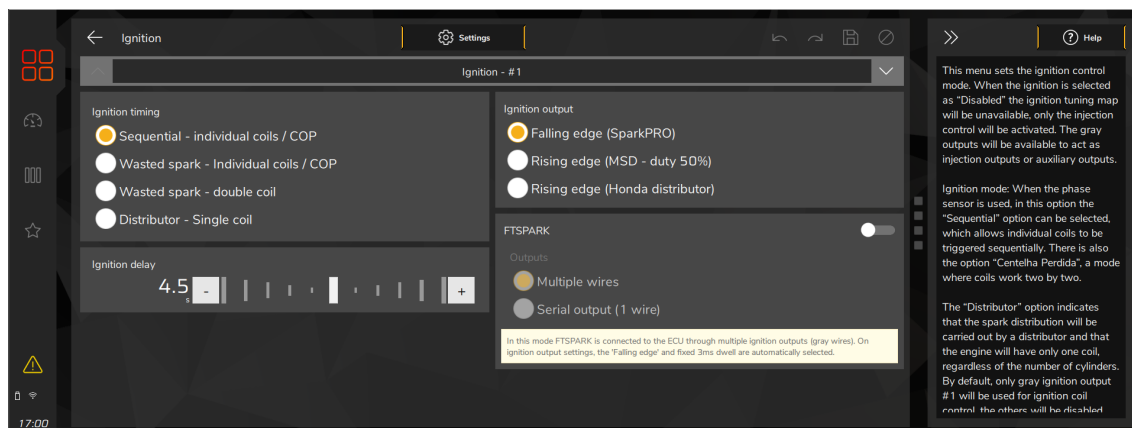 Ignition
Settings
Help
Ignition - #1
Ignition timing
Sequential - individual coils / COP
Wasted spark - Individual coils / COP
Wasted spark - double coil
Distributor - Single coil
Ignition delay
4.5
s
-
+
Ignition output
Falling edge (SparkPRO)
Rising edge (MSD - duty 50%)
Rising edge (Honda distributor)
FTSPARK
Outputs
Multiple wires
Serial output (1 wire)
In this mode FTSPARK is connected to the ECU through multiple ignition outputs (gray wires). On
ignition output settings, the 'Falling edge' and fixed 3ms dwell are automatically selected.
This menu sets the ignition control
mode. When the ignition is selected
as “Disabled” the ignition tuning map
will be unavailable, only the injection
control will be activated. The gray
outputs will be available to act as
injection outputs or auxiliary outputs.
Ignition mode: When the phase
sensor is used, in this option the
“Sequential” option can be selected,
which allows individual coils to be
triggered sequentially. There is also
the option “Centelha Perdida”, a mode
where coils work two by two.
The “Distributor” option indicates
that the spark distribution will be
carried out by a distributor and that
the engine will have only one coil,
regardless of the number of cylinders.
By default, only gray ignition output
#1 will be used for ignition coil
control, the others will be disabled
17:00